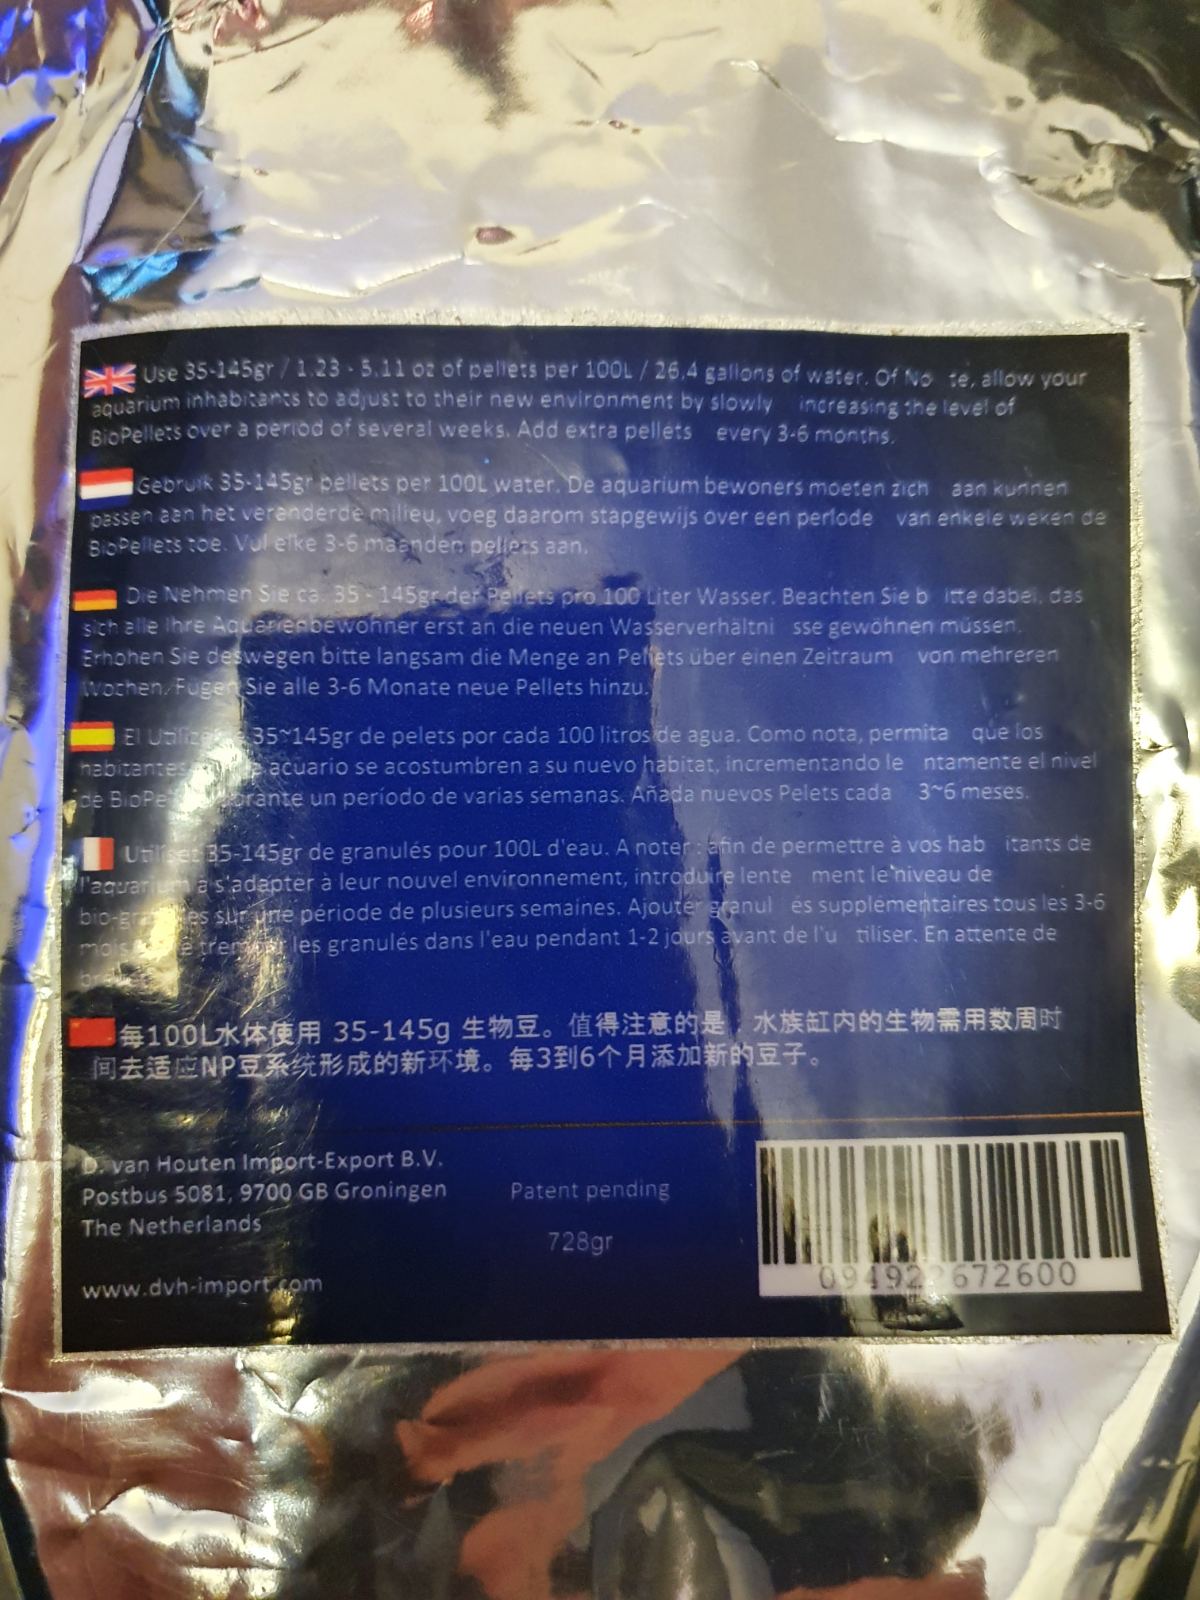 Use 35-145gr / 1.23 - 5.11 oz of pellets per 100L / 26.4 gallons of water. Of No te, allow your
aquarium inhabitants to adjust to their new environment by slowly increasing the level of
BioPellets over a period of several weeks. Add extra pellets every 3-6 months.
Gebruik 35-145gr pellets per 100L water. De aquarium bewoners moeten zich aan kunnen
passen aan het veranderde milieu, voeg daarom stapgewijs over een periode van enkele weken de
BioPellets toe. Vul elke 3-6 maanden pellets aan.
Die Nehmen Sie ca. 35 - 145gr der Pellets pro 100 Liter Wasser. Beachten Sie b itte dabei, das
sich alle Ihre Aquarienbewohner erst an die neuen Wasserverhältni sse gewöhnen müssen.
Erhohen Sie deswegen bitte langsam die Menge an Pellets über einen Zeitraum von mehreren
Wochen. Fugen Sie alle 3-6 Monate neue Pellets hinzu.
El 35~145gr de pelets por cada 100 litros de agua. Como nota, permita que los
habitantes acuario se acostumbren a su nuevo habitat, incrementando le ntamente el nivel
de un período de varias semanas. Añada nuevos Pelets cada 3~6 meses.
Utilisez 35-145gr de granulés pour 100L d'eau. A noter : afin de permettre à vos hab itants de
l'aquarium à s'adapter à leur nouvel environnement, introduire lente ment le niveau de
sur une période de plusieurs semaines. Ajouter granul és supplémentaires tous les 3-6
les granulés dans l'eau pendant 1-2 jours avant de l'u tiliser. En attente de
每100L水体使用 35-145g 生物豆。值得注意的是，水族缸内的生物需用数周时
间去适应NP豆系统形成的新环境。每3到6个月添加新的豆子。
D. van Houten Import-Export B.V.
Postbus 5081, 9700 GB Groningen
The Netherlands
Patent pending
728gr
www.dvh-import.com
094922672600